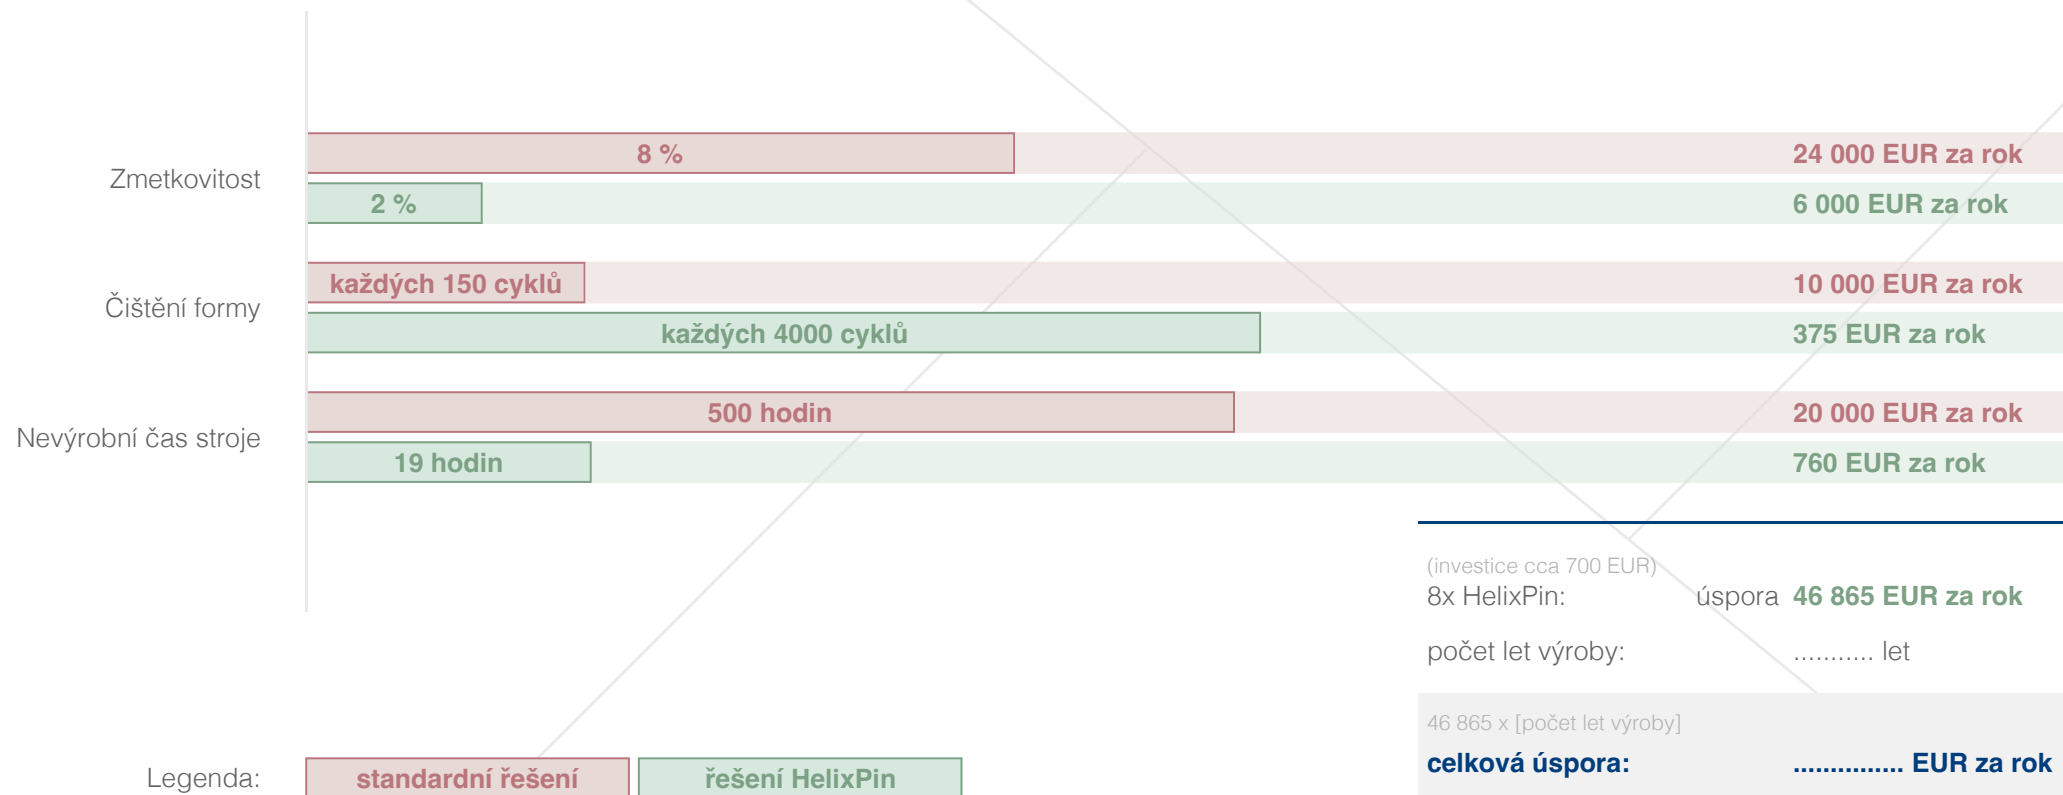 8 %
24 000 EUR za rok
Zmetkovitost
2 %
6 000 EUR za rok
každých 150 cyklů
10 000 EUR za rok
Čištění formy
každých 4000 cyklů
375 EUR za rok
500 hodin
20 000 EUR za rok
Nevýrobní čas stroje
19 hodin
760 EUR za rok
(investice cca 700 EUR)
8x HelixPin: úspora 46 865 EUR za rok
počet let výroby: ........... let
46 865 x [počet let výroby]
celková úspora: ............... EUR za rok
Legenda: standardní řešení řešení HelixPin